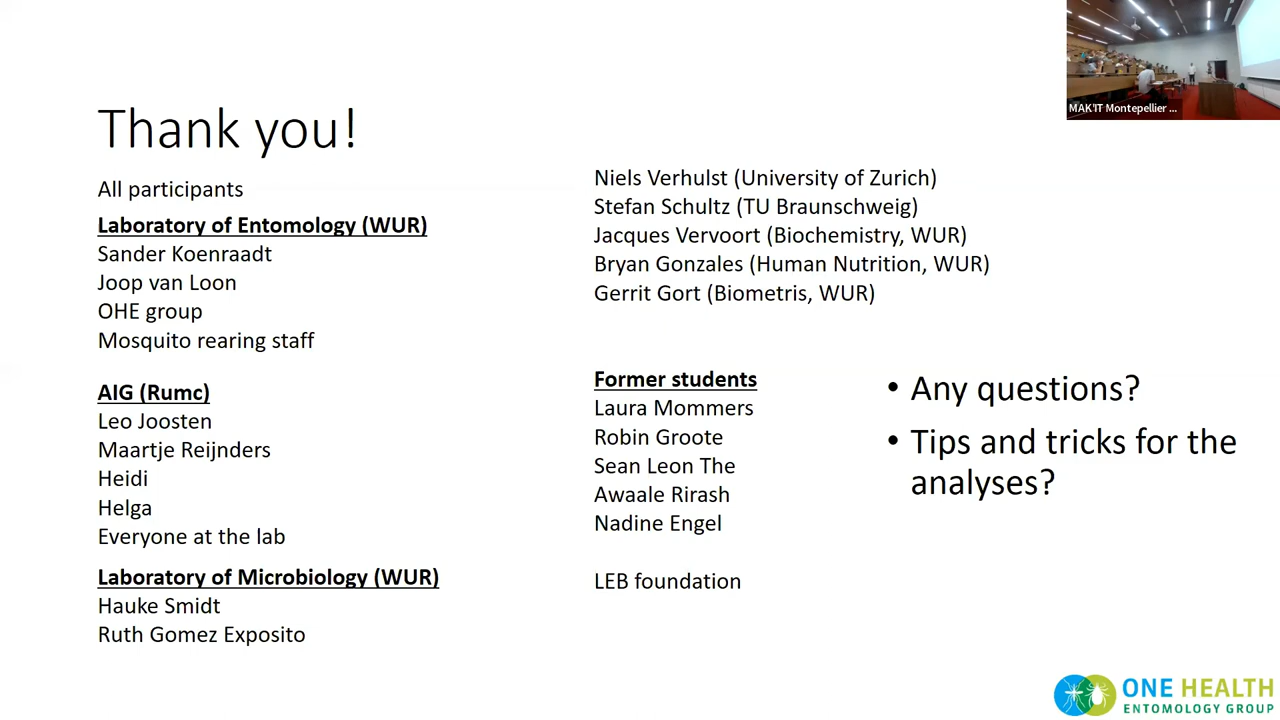 MAK'IT Montepellier ...
Thank you!
All participants
Laboratory of Entomology (WUR)
Sander Koenraadt
Joop van Loon
OHE group
Mosquito rearing staff
AIG (Rumc)
Leo Joosten
Maartje Reijnders
Heidi
Helga
Everyone at the lab
Laboratory of Microbiology (WUR)
Hauke Smidt
Ruth Gomez Exposito
Niels Verhulst (University of Zurich)
Stefan Schultz (TU Braunschweig)
Jacques Vervoort (Biochemistry, WUR)
Bryan Gonzales (Human Nutrition, WUR)
Gerrit Gort (Biometris, WUR)
Former students
Laura Mommers
Robin Groote
Sean Leon The
Awaale Rirash
Nadine Engel
LEB foundation
• Any questions?
• Tips and tricks for the
analyses?
ONE HEALTH
ENTOMOLOGY GROUP